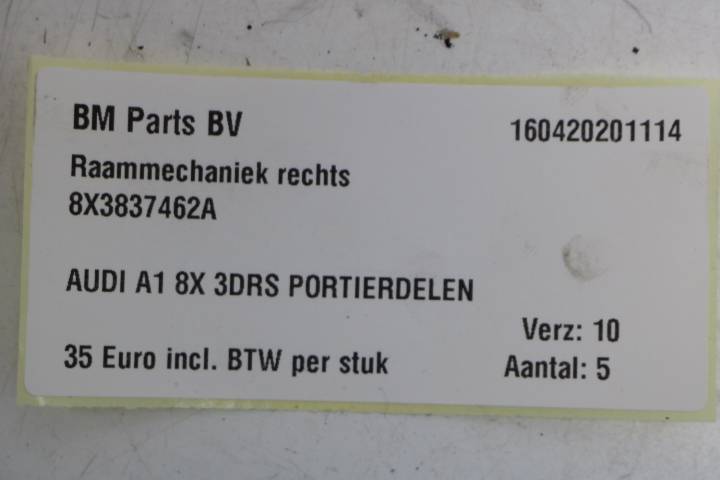 BM Parts BV 160420201114
Raammechaniek rechts
8X3837462A
AUDI A1 8X 3DRS PORTIERDELEN
Verz: 10
35 Euro incl. BTW per stuk Aantal: 5